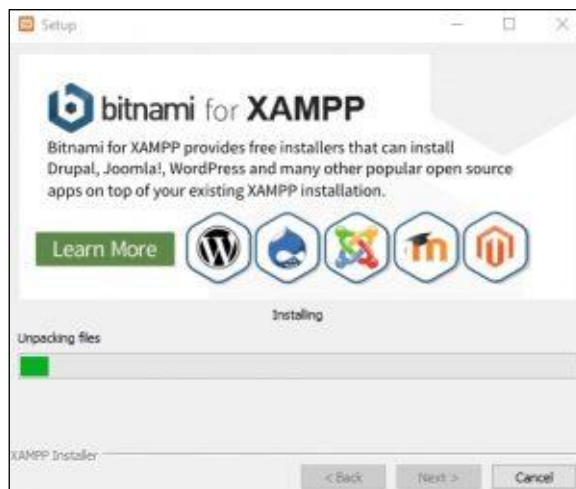 Setup
bitnami for XAMPP
Bitnami for XAMPP provides free installers that can install
Drupal, Joomla!, WordPress and many other popular open source
apps on top of your existing XAMPP installation.
Learn More
Installing
Unpacking files
XAMPP Installer
< Back
Next >
Cancel